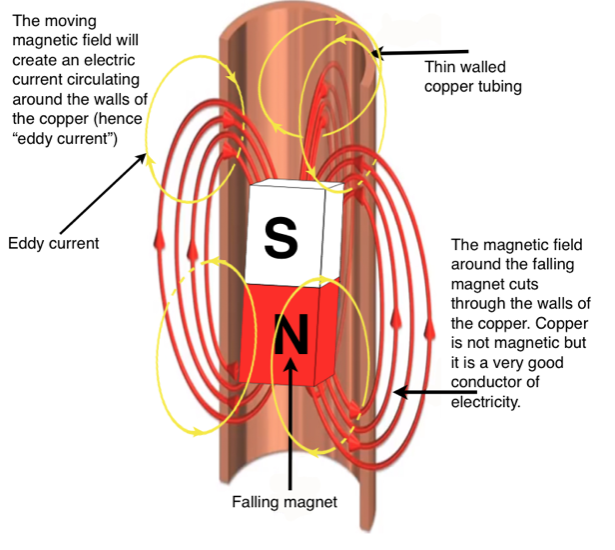 The moving
magnetic field will
create an electric
current circulating
around the walls of
the copper (hence
“eddy current”)
Thin walled
copper tubing
Eddy current
S
N
The magnetic field
around the falling
magnet cuts
through the walls of
the copper. Copper
is not magnetic but
it is a very good
conductor of
electricity.
Falling magnet